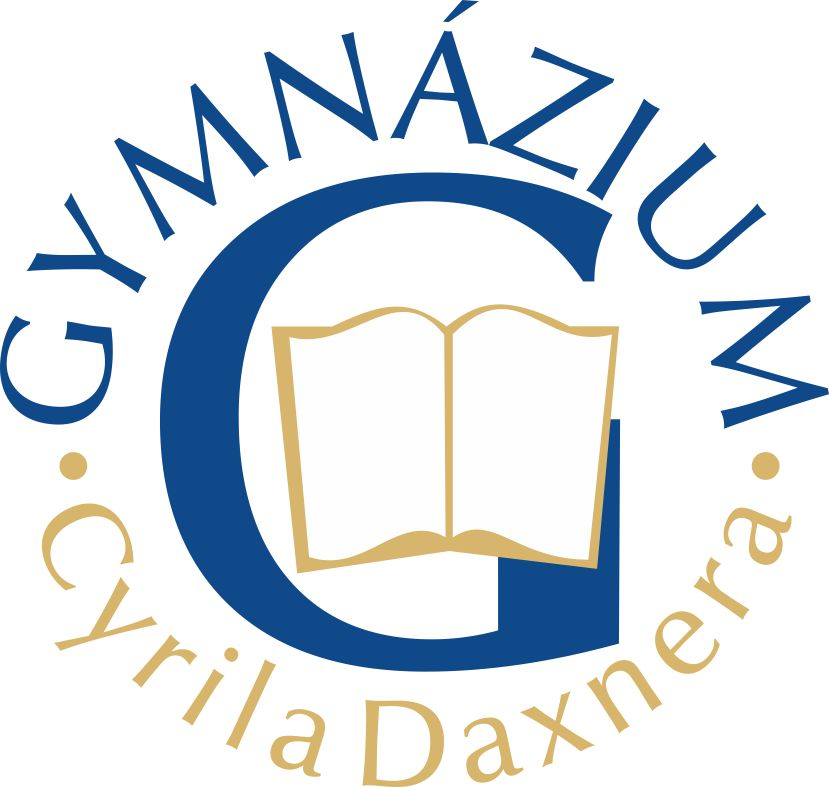 GYMNÁZIUM
G
• Cyrila Daxnera •